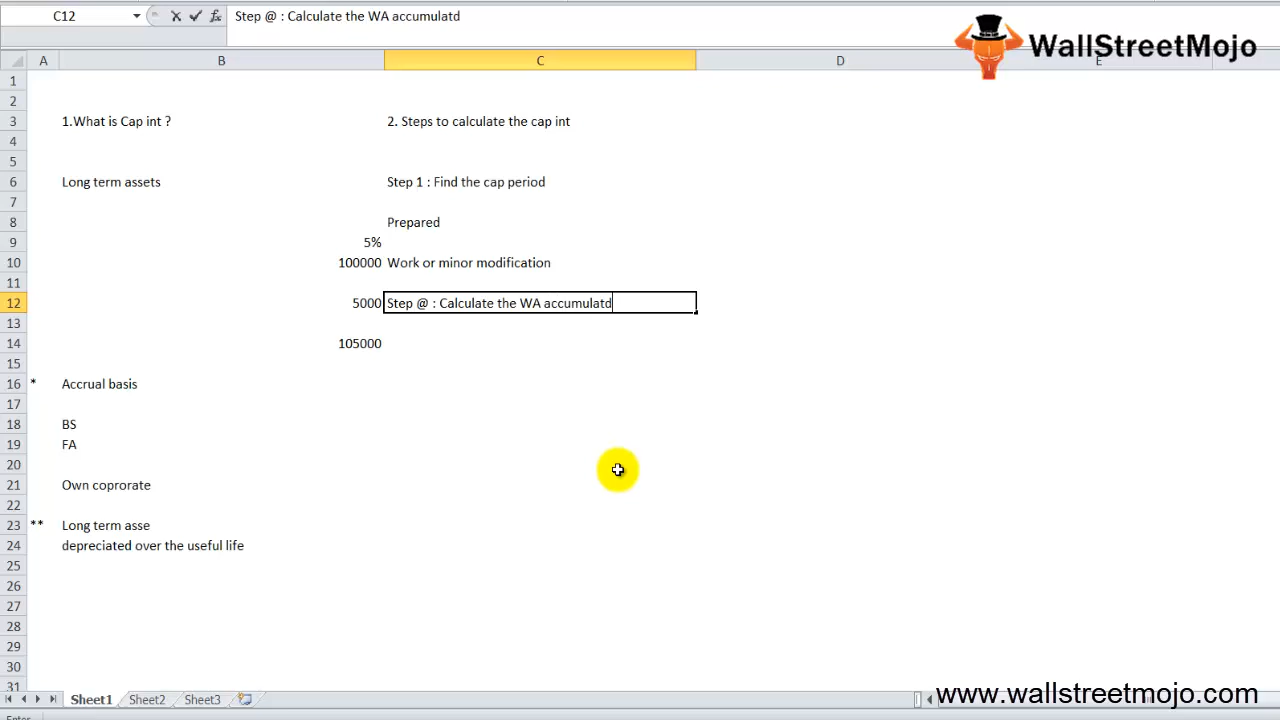 C12
Step @ : Calculate the WA accumulatd
WallStreetMojo
A B C D E
1
2
3 1.What is Cap int ? 2. Steps to calculate the cap int
4
5
6 Long term assets Step 1 : Find the cap period
7
8 Prepared
9 5%
10 100000 Work or minor modification
11
12 5000 Step @ : Calculate the WA accumulatd
13
14 105000
15
16 * Accrual basis
17
18 BS
19 FA
20
21 Own coprorate
22
23 ** Long term asse
24 depreciated over the useful life
25
26
27
28
29
30
31
Sheet1 Sheet2 Sheet3
www.wallstreetmojo.com
Enter